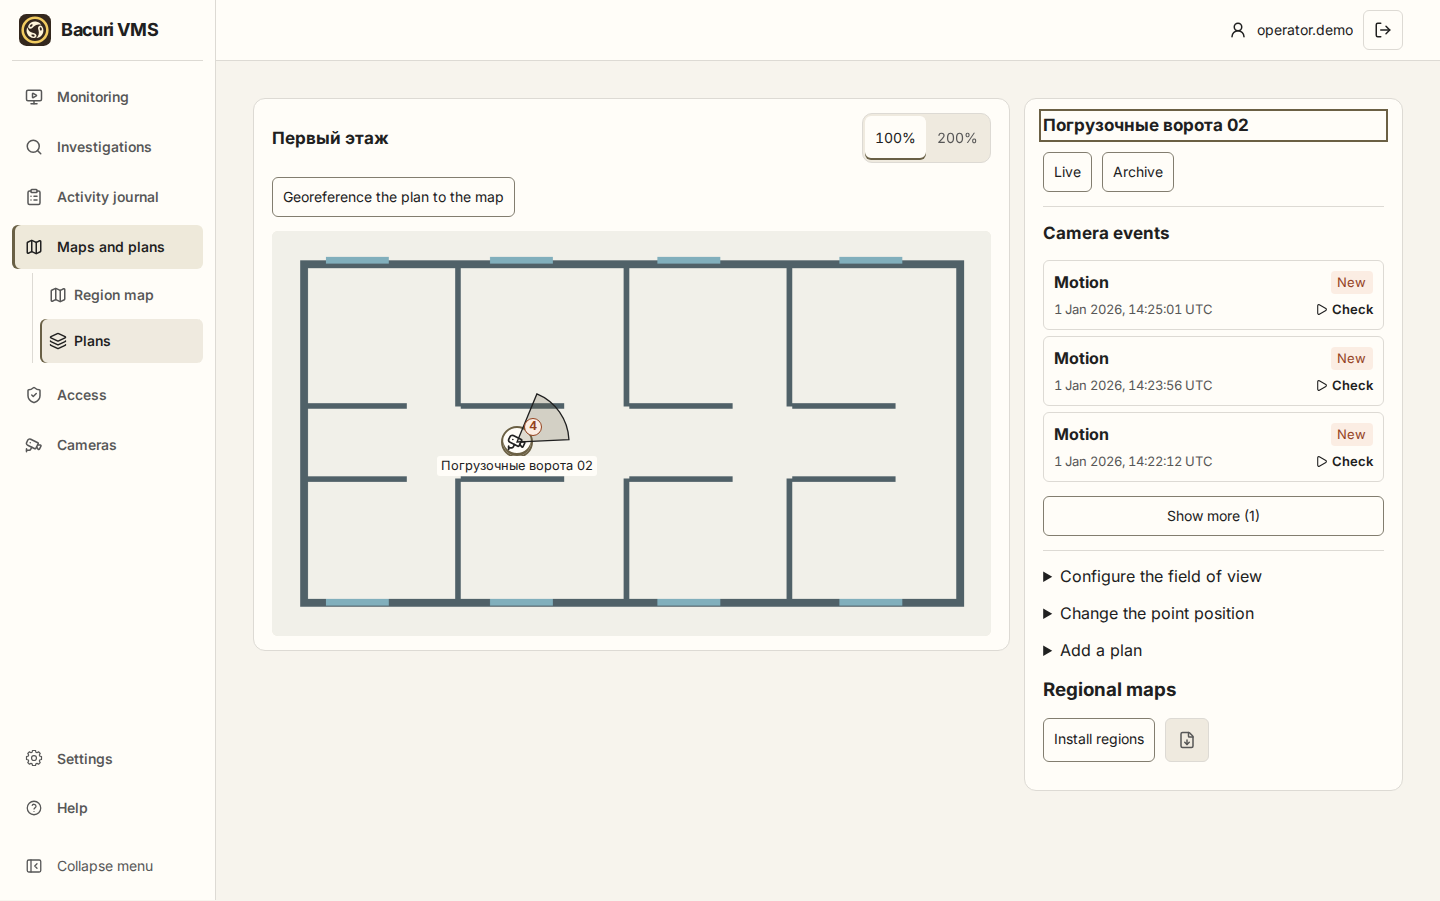 Bacuri VMS
operator.demo
Monitoring
Investigations
Activity journal
Maps and plans
Region map
Plans
Access
Cameras
Settings
Help
Collapse menu
Первый этаж
100% 200%
Georeference the plan to the map
4
Погрузочные ворота 02
Погрузочные ворота 02
Live Archive
Camera events
Motion New
1 Jan 2026, 14:25:01 UTC Check
Motion New
1 Jan 2026, 14:23:56 UTC Check
Motion New
1 Jan 2026, 14:22:12 UTC Check
Show more (1)
Configure the field of view
Change the point position
Add a plan
Regional maps
Install regions